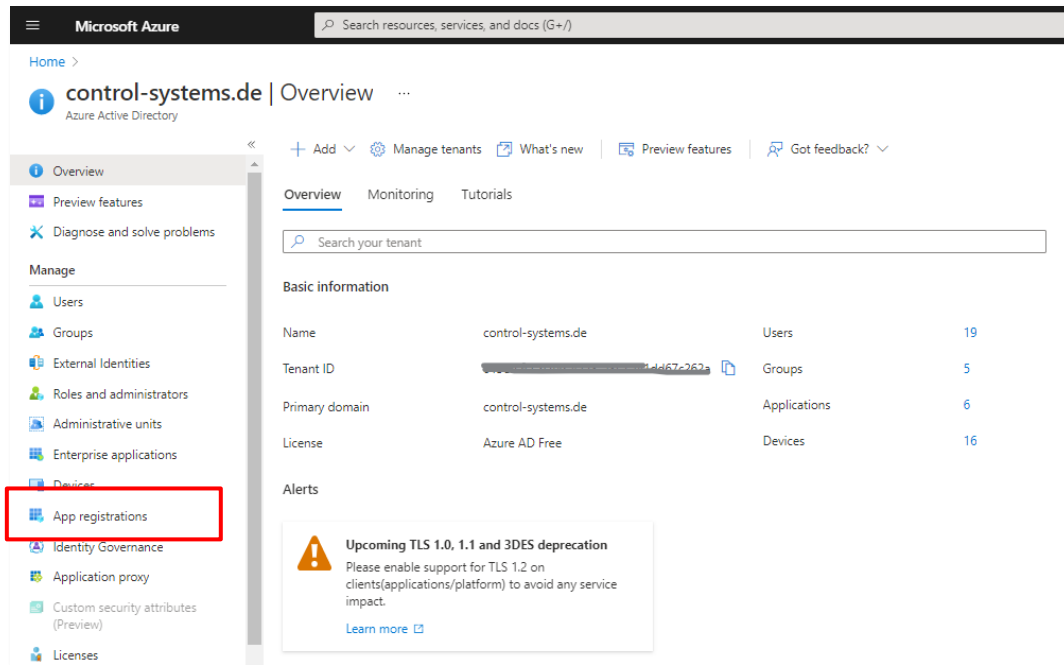 Microsoft Azure
Search resources, services, and docs (G+/)
Home >
control-systems.de | Overview ...
Azure Active Directory
«
Overview
Preview features
Diagnose and solve problems
Manage
Users
Groups
External Identities
Roles and administrators
Administrative units
Enterprise applications
Devices
App registrations
Identity Governance
Application proxy
Custom security attributes
(Preview)
Licenses
+ Add Manage tenants What's new Preview features Got feedback?
Overview Monitoring Tutorials
Search your tenant
Basic information
Name control-systems.de Users 19
Tenant ID Groups 5
Primary domain control-systems.de Applications 6
License Azure AD Free Devices 16
Alerts
Upcoming TLS 1.0, 1.1 and 3DES deprecation
Please enable support for TLS 1.2 on
clients(applications/platform) to avoid any service
impact.
Learn more